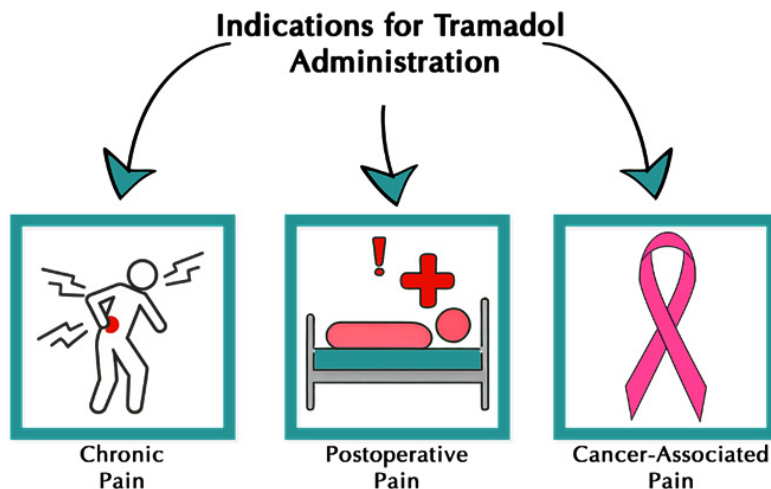 Indications for Tramadol
Administration
Chronic
Pain
Postoperative
Pain
Cancer-Associated
Pain